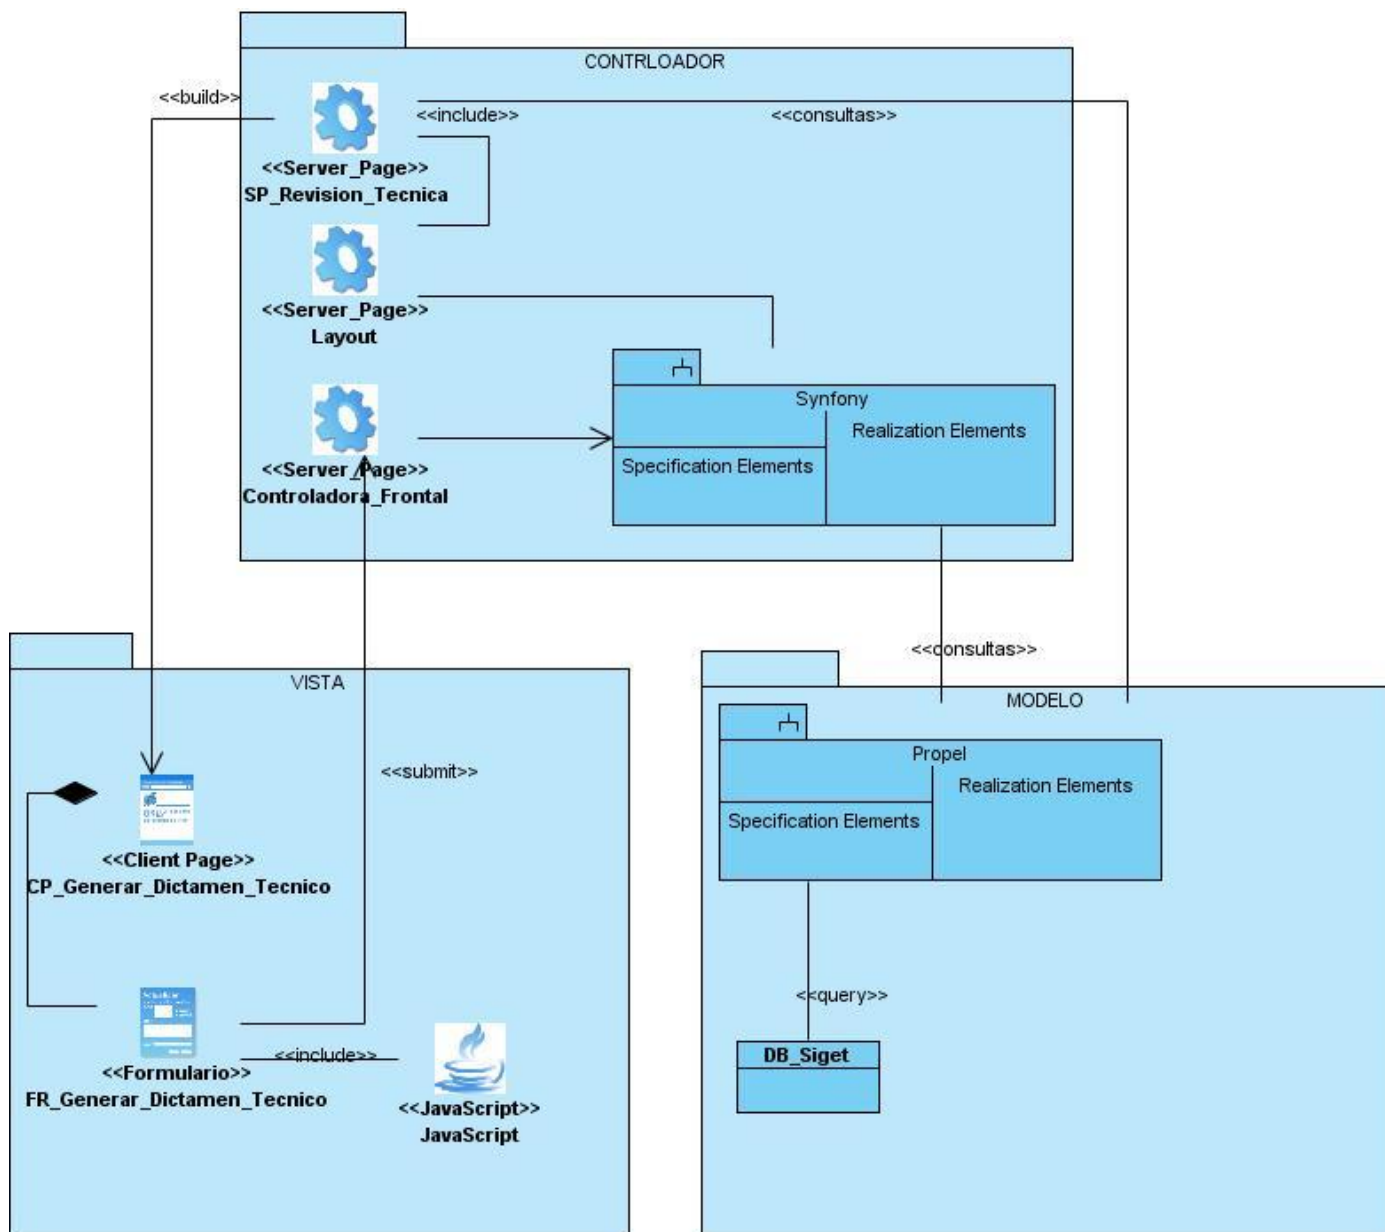 CONTRLOADOR
<<build>>
<<include>>
<<consultas>>
<<Server_Page>>
SP_Revision_Tecnica
<<Server_Page>>
Layout
<<Server_Page>>
Controladora_Frontal
Synfony
Realization Elements
Specification Elements
<<consultas>>
VISTA
<<submit>>
<<Client Page>>
CP_Generar_Dictamen_Tecnico
<<include>>
<<Formulario>>
FR_Generar_Dictamen_Tecnico
<<JavaScript>>
JavaScript
MODELO
Propel
Realization Elements
Specification Elements
<<query>>
DB_Siget